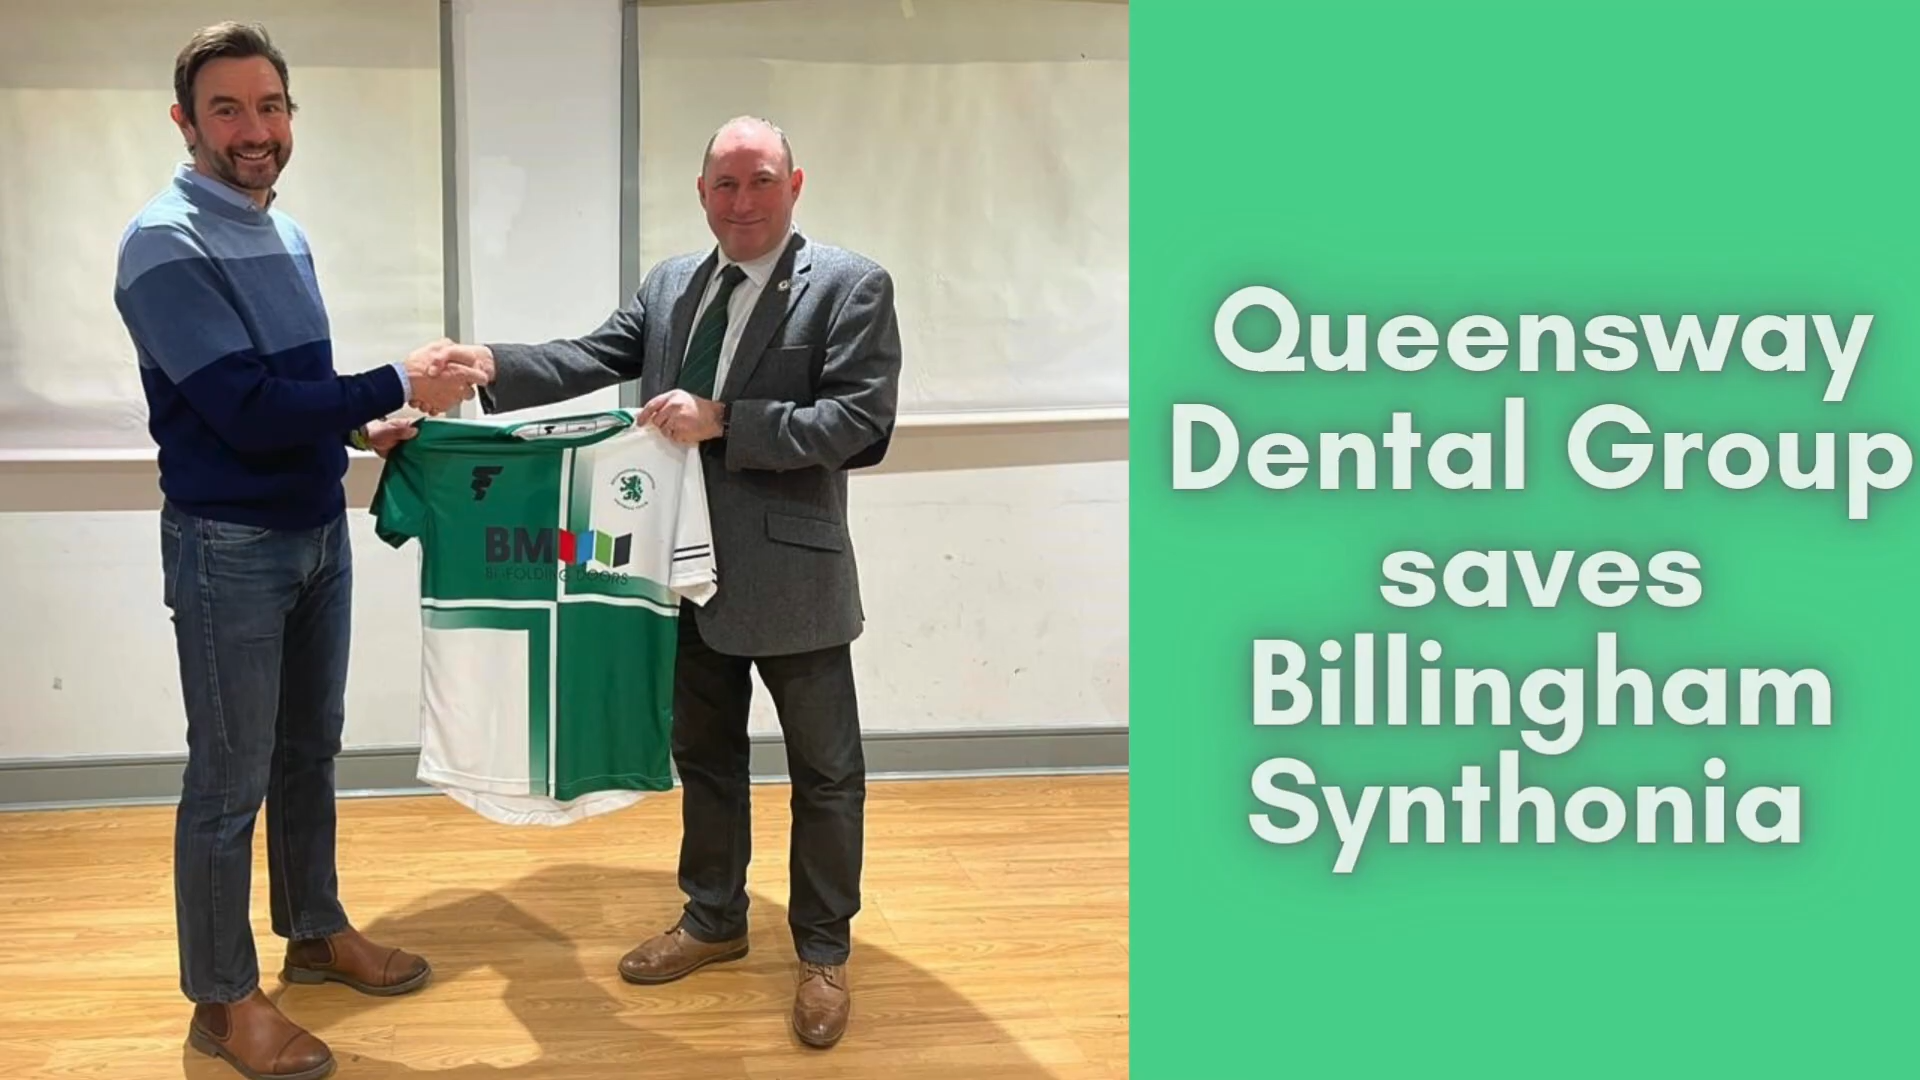 Queensway
Dental Group
saves
Billingham
Synthonia
BM
BI-FOLDING DOORS